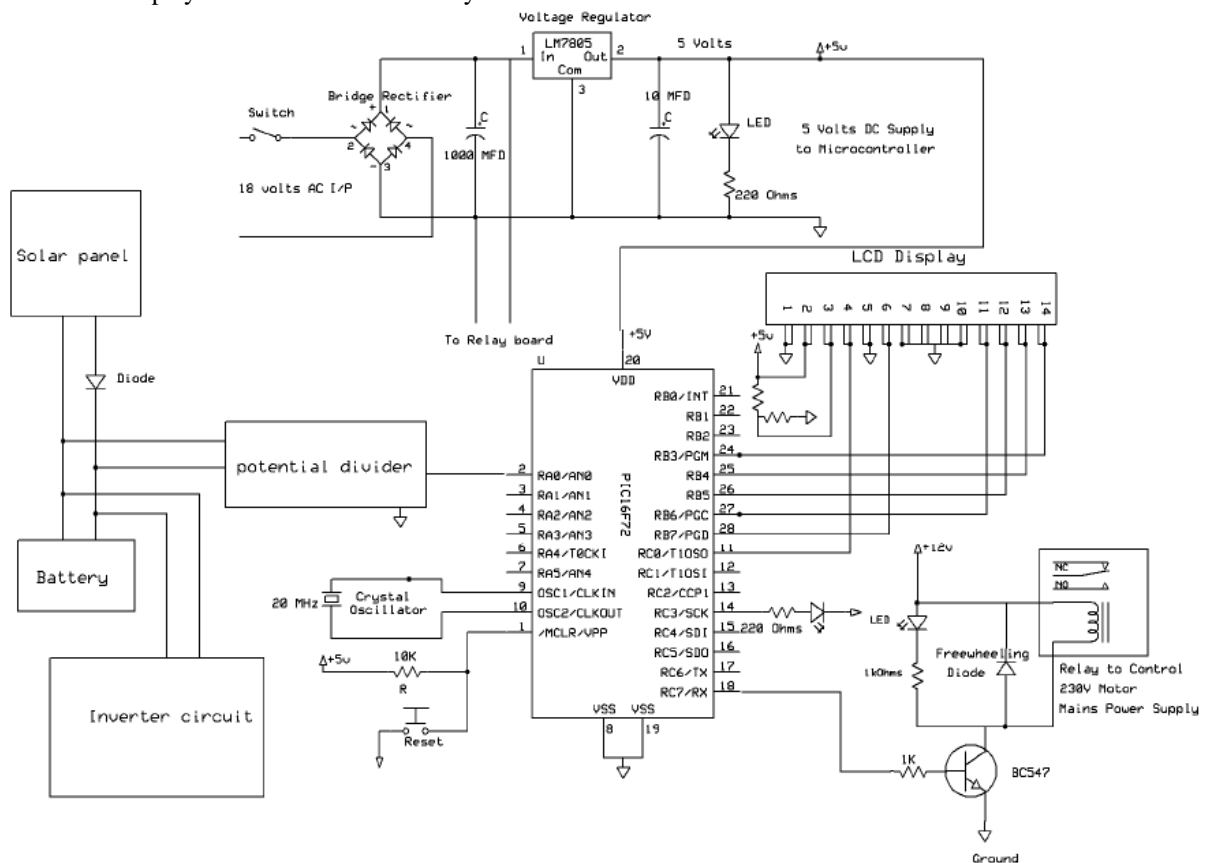 Voltage Regulator
LM7805
1 In Out 2
Com
3
5 Volts
+5v
Bridge Rectifier
Switch
+
1
~
~
2
4
-
3
C
1000 MFD
10 MFD
C
LED
220 Ohms
5 Volts DC Supply
to Microcontroller
18 volts AC I/P
To Relay board
Solar panel
Diode
potential divider
Battery
Inverter circuit
LCD Display
1 2 3 4 5 6 7 8 9 10 11 12 13 14
+5v
+5V
U
20
VDD
PIC16F72
2 RA0/AN0
3 RA1/AN1
4 RA2/AN2
5 RA3/AN3
6 RA4/T0CKI
7 RA5/AN4
9 OSC1/CLKIN
10 OSC2/CLKOUT
1 /MCLR/VPP
RB0/INT 21
RB1 22
RB2 23
RB3/PGM 24
RB4 25
RB5 26
RB6/PGC 27
RB7/PGD 28
RC0/T1OSO 11
RC1/T1OSI 12
RC2/CCP1 13
RC3/SCK 14
RC4/SDI 15
RC5/SDO 16
RC6/TX 17
RC7/RX 18
VSS VSS
8 19
20 MHz
Crystal
Oscillator
+5v
10K
R
Reset
220 Ohms
+12v
LED
1kOhms
Freewheeling
Diode
NC
NO
Relay to Control
230V Motor
Mains Power Supply
1K
BC547
Ground